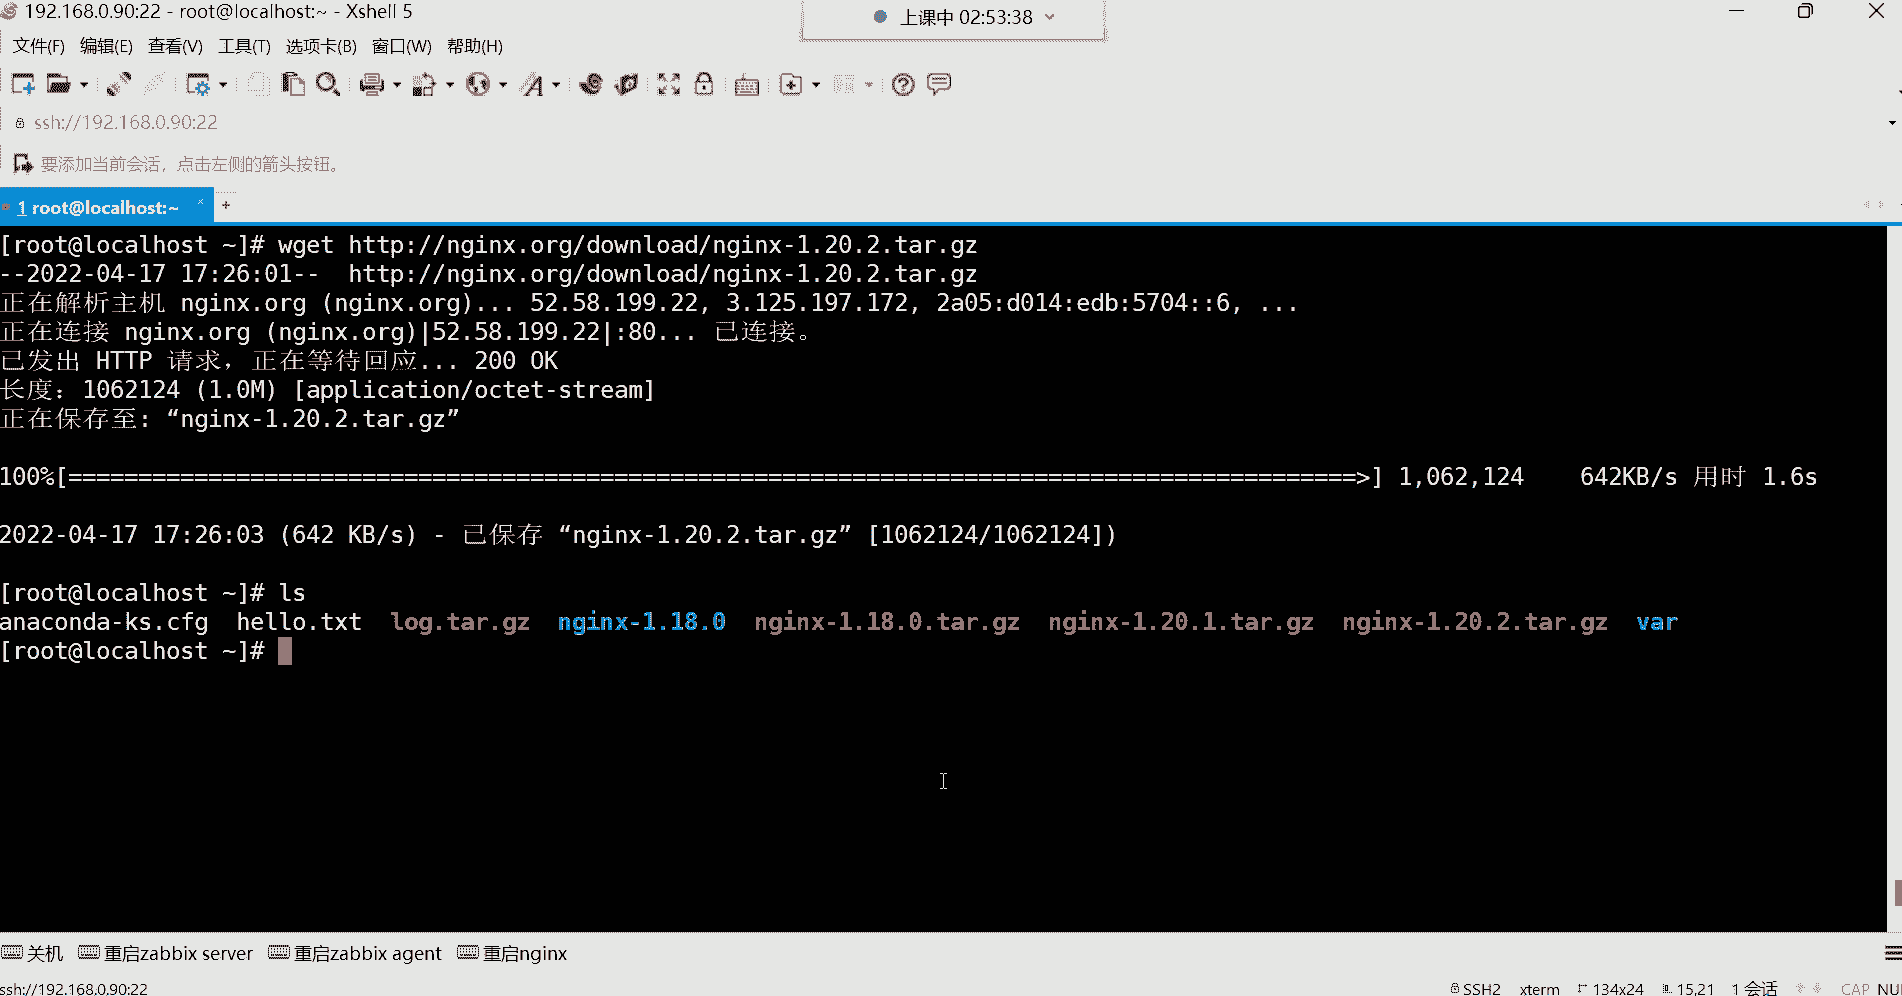 192.168.0.90:22 - root@localhost:~ - Xshell 5
上课中 02:53:38
文件(F) 编辑(E) 查看(V) 工具(T) 选项卡(B) 窗口(W) 帮助(H)
ssh://192.168.0.90:22
要添加当前会话，点击左侧的箭头按钮。
1 root@localhost:~ × +
[root@localhost ~]# wget http://nginx.org/download/nginx-1.20.2.tar.gz
--2022-04-17 17:26:01--  http://nginx.org/download/nginx-1.20.2.tar.gz
正在解析主机 nginx.org (nginx.org)... 52.58.199.22, 3.125.197.172, 2a05:d014:edb:5704::6, ...
正在连接 nginx.org (nginx.org)|52.58.199.22|:80... 已连接。
已发出 HTTP 请求，正在等待回应... 200 OK
长度：1062124 (1.0M) [application/octet-stream]
正在保存至: “nginx-1.20.2.tar.gz”
100%[============================================================================================>] 1,062,124    642KB/s 用时 1.6s
2022-04-17 17:26:03 (642 KB/s) - 已保存 “nginx-1.20.2.tar.gz” [1062124/1062124])
[root@localhost ~]# ls
anaconda-ks.cfg  hello.txt  log.tar.gz  nginx-1.18.0  nginx-1.18.0.tar.gz  nginx-1.20.1.tar.gz  nginx-1.20.2.tar.gz  var
[root@localhost ~]#
关机 重启zabbix server 重启zabbix agent 重启nginx
ssh://192.168.0.90:22 SSH2 xterm 134x24 15,21 1 会话 CAP NU